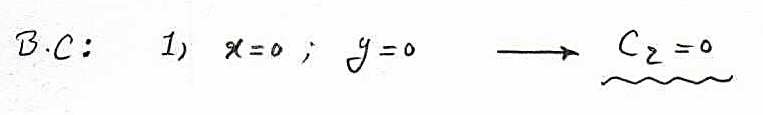 B.C: 1) x=0 ; y=0 ⟶ C₂=0